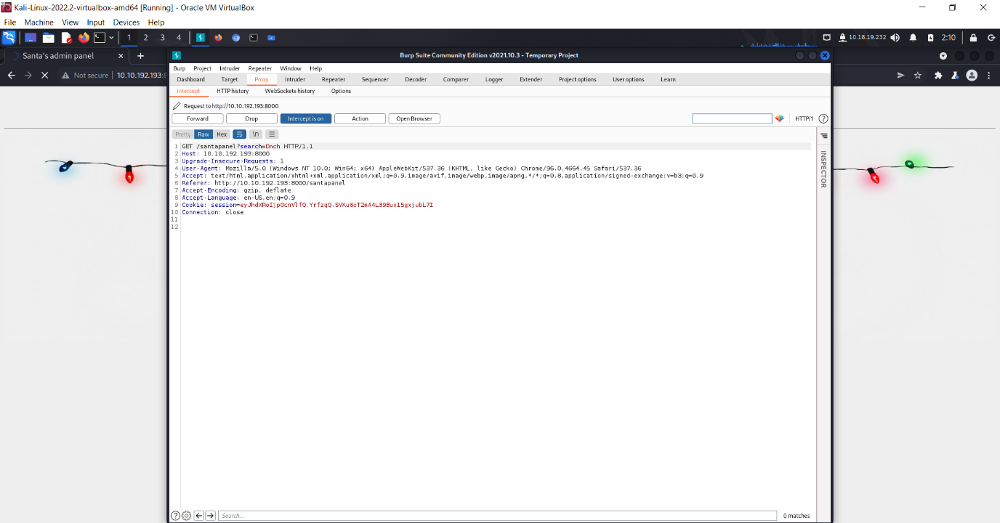 Kali-Linux-2022.2-virtualbox-amd64 [Running] - Oracle VM VirtualBox
File Machine View Input Devices Help
1 2 3 4 10.18.19.232 2:10
Santa's admin panel
Burp Suite Community Edition v2021.10.3 - Temporary Project
Not secure 10.10.192.193:8
Burp Project Intruder Repeater Window Help
Dashboard Target Proxy Intruder Repeater Sequencer Decoder Comparer Logger Extender Project options User options Learn
Intercept HTTP history WebSockets history Options
Request to http://10.10.192.193:8000
Forward Drop Intercept is on Action Open Browser HTTP/1 ?
Pretty Raw Hex \n
INSPECTOR
1 GET /santapanel?search=Dnch HTTP/1.1
2 Host: 10.10.192.193:8000
3 Upgrade-Insecure-Requests: 1
4 User-Agent: Mozilla/5.0 (Windows NT 10.0; Win64; x64) AppleWebKit/537.36 (KHTML, like Gecko) Chrome/96.0.4664.45 Safari/537.36
5 Accept: text/html,application/xhtml+xml,application/xml;q=0.9,image/avif,image/webp,image/apng,*/*;q=0.8,application/signed-exchange;v=b3;q=0.9
6 Referer: http://10.10.192.193:8000/santapanel
7 Accept-Encoding: gzip, deflate
8 Accept-Language: en-US,en;q=0.9
9 Cookie: session=eyJhdXRoIjp0cnVlfQ.YrfzqQ.SVKu6oT2mA4L39Bux15gxjubL7I
10 Connection: close
11
12
? Search... 0 matches